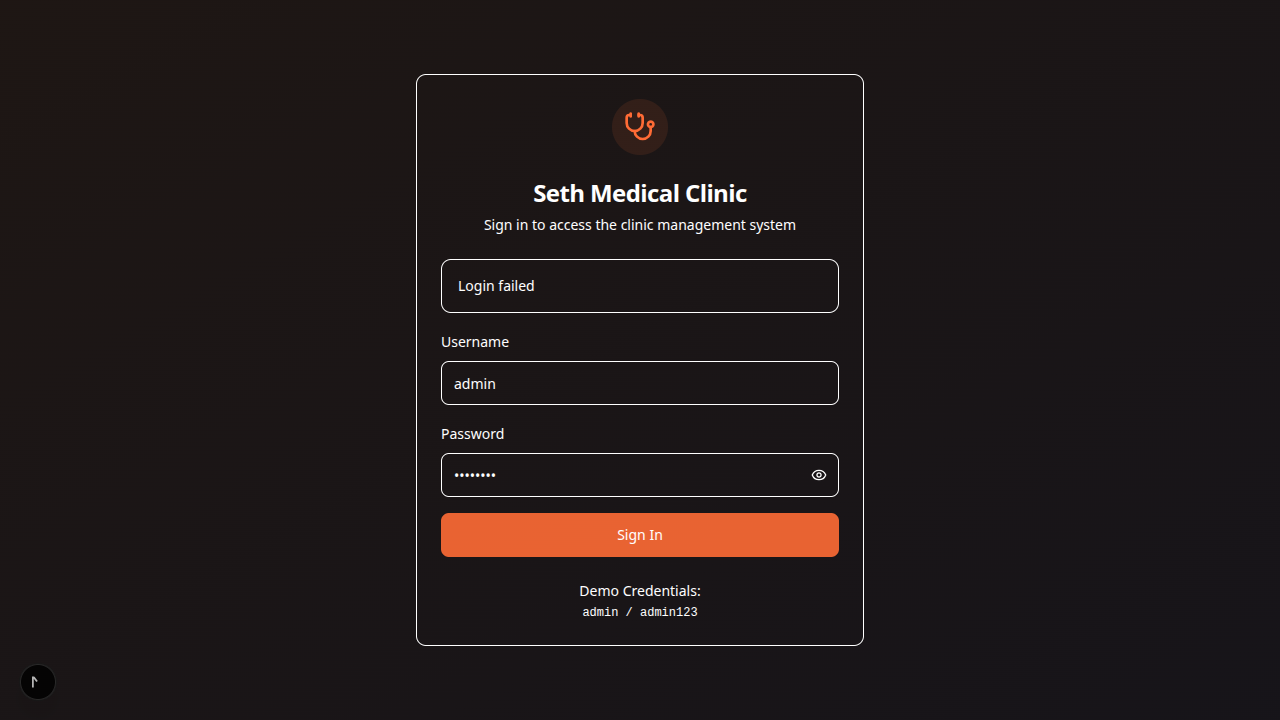 Seth Medical Clinic
Sign in to access the clinic management system
Login failed
Username
admin
Password
••••••••
Sign In
Demo Credentials:
admin / admin123